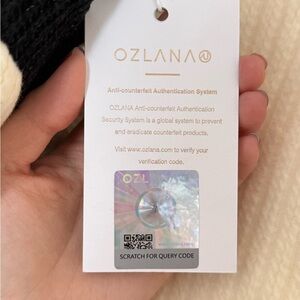 OZLANA
Anti-counterfeit Authentication System
OZLANA Anti-counterfeit Authentication
Security System is a global system to prevent
and eradicate counterfeit products.
Visit www.ozlana.com to verify your
verification code.
OZL
SCRATCH FOR QUERY CODE